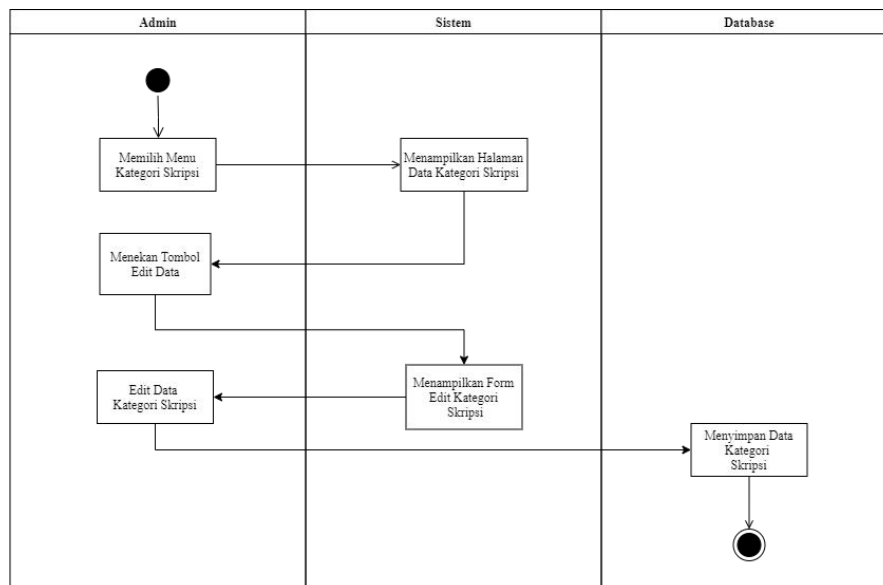 Admin
Sistem
Database
Memilih Menu
Kategori Skripsi
Menampilkan Halaman
Data Kategori Skripsi
Menekan Tombol
Edit Data
Menampilkan Form
Edit Kategori
Skripsi
Edit Data
Kategori Skripsi
Menyimpan Data
Kategori
Skripsi